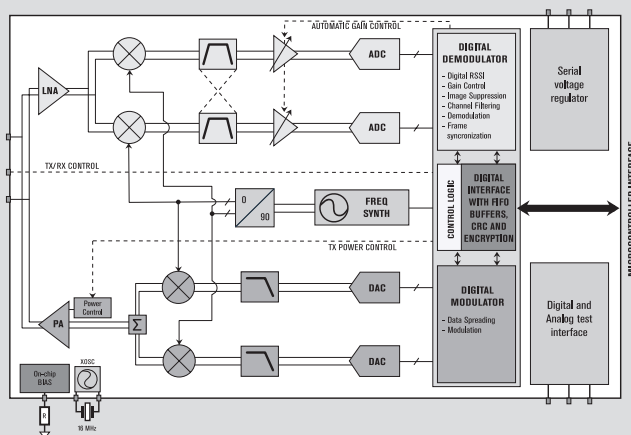 AUTOMATIC GAIN CONTROL
LNA
ADC
ADC
DIGITAL
DEMODULATOR
- Digital RSSI
- Gain Control
- Image Suppression
- Channel Filtering
- Demodulation
- Frame
syncronization
Serial
voltage
regulator
TX/RX CONTROL
0
90
FREQ
SYNTH
CONTROL LOGIC
DIGITAL
INTERFACE
WITH FIFO
BUFFERS,
CRC AND
ENCRYPTION
MICROCONTROLLER INTERFACE
TX POWER CONTROL
Power
Control
PA
Σ
DAC
DAC
DIGITAL
MODULATOR
- Data Spreading
- Modulation
Digital and
Analog test
interface
On-chip
BIAS
XOSC
R
16 MHz